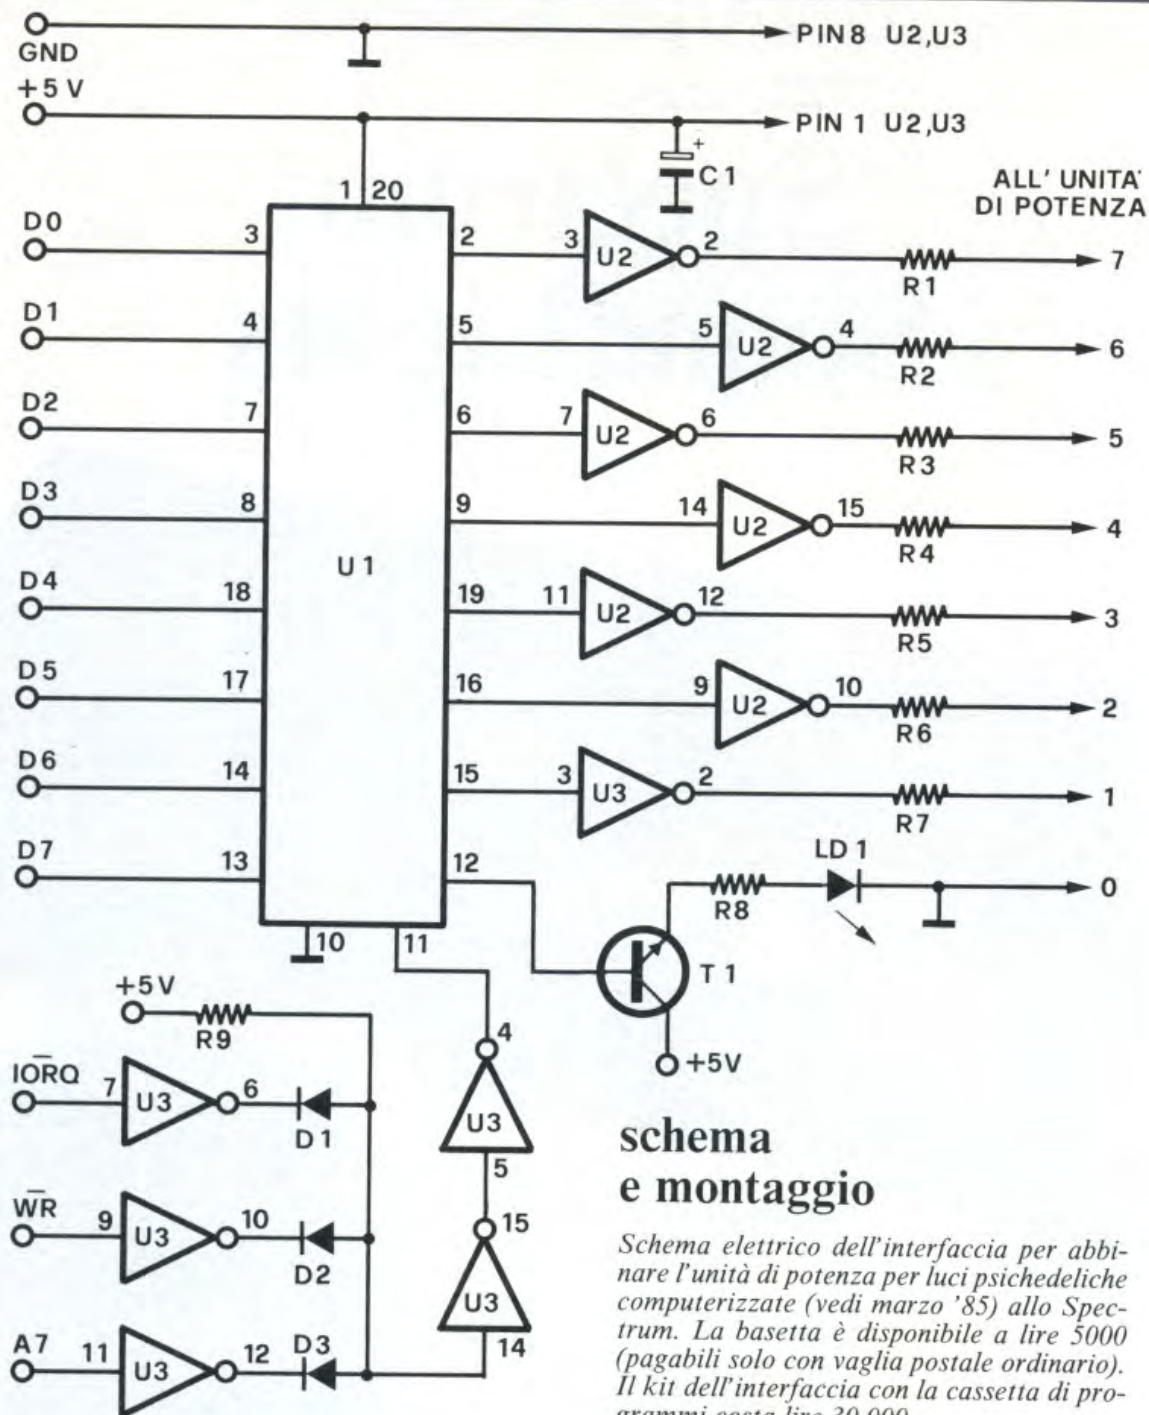 GND
PIN 8 U2,U3
+5 V
PIN 1 U2,U3
+
C1
ALL' UNITA'
DI POTENZA
1 20
D0 3 2 3 U2 2 R1 7
D1 4 5 5 U2 4 R2 6
D2 7 6 7 U2 6 R3 5
D3 8 9 14 U2 15 R4 4
U1
D4 18 19 11 U2 12 R5 3
D5 17 16 9 U2 10 R6 2
D6 14 15 3 U3 2 R7 1
D7 13 12 R8 LD 1 0
10 11
T 1
+5V
+5V
R9
IORQ 7 U3 6 D1
WR 9 U3 10 D2
A7 11 U3 12 D3
4
U3
5
15
U3
14
schema
e montaggio
Schema elettrico dell'interfaccia per abbi-
nare l'unità di potenza per luci psichedeliche
computerizzate (vedi marzo '85) allo Spec-
trum. La basetta è disponibile a lire 5000
(pagabili solo con vaglia postale ordinario).
Il kit dell'interfaccia con la cassetta di pro-
grammi costa lire 30.000.